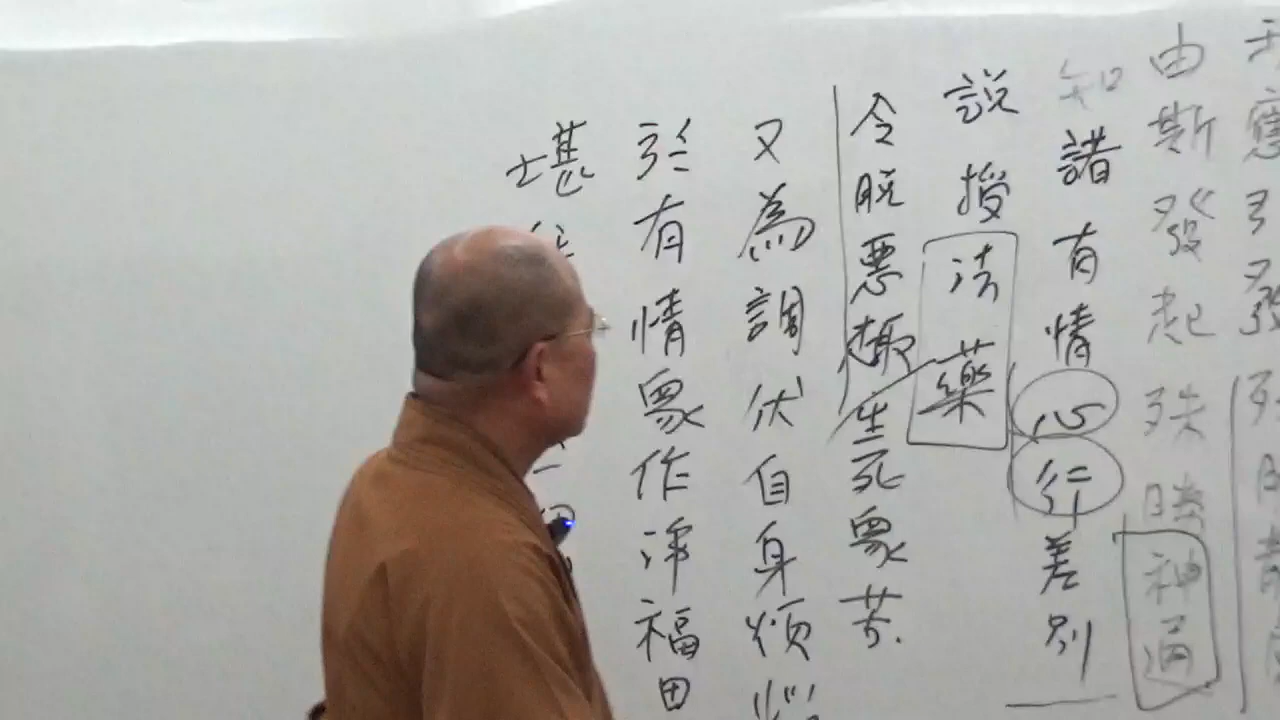 由斯發起殊勝神通
知諸有情心行差別
說授法藥
令脫惡趣生死眾苦
又為調伏自身煩惱
於有情眾作淨福田
堪